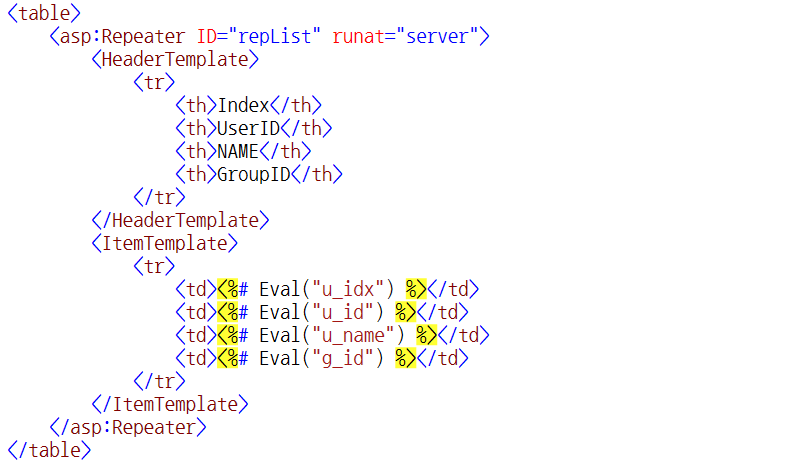 <table>
<asp:Repeater ID="repList" runat="server">
<HeaderTemplate>
<tr>
<th>Index</th>
<th>UserID</th>
<th>NAME</th>
<th>GroupID</th>
</tr>
</HeaderTemplate>
<ItemTemplate>
<tr>
<td><%# Eval("u_idx") %></td>
<td><%# Eval("u_id") %></td>
<td><%# Eval("u_name") %></td>
<td><%# Eval("g_id") %></td>
</tr>
</ItemTemplate>
</asp:Repeater>
</table>